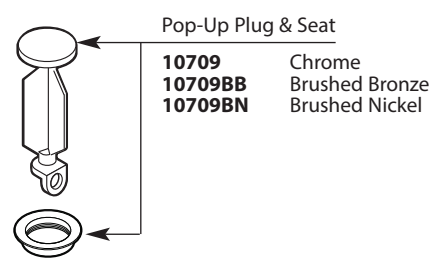 Pop-Up Plug & Seat
10709 Chrome
10709BB Brushed Bronze
10709BN Brushed Nickel